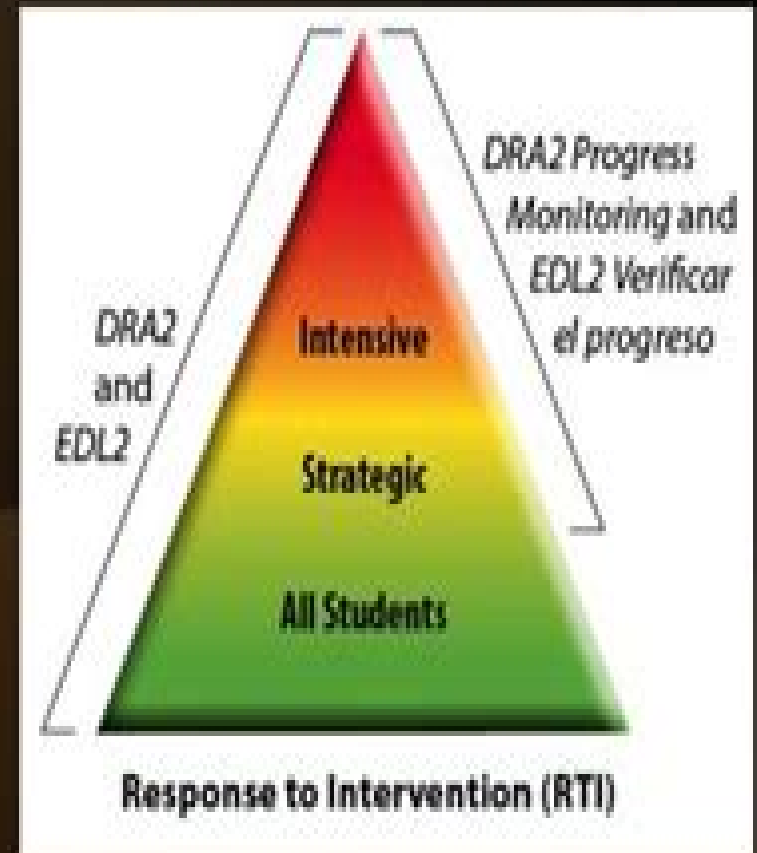 DRA2
and
EDL2
DRA2 Progress
Monitoring and
EDL2 Verificar
el progreso
Intensive
Strategic
All Students
Response to Intervention (RTI)